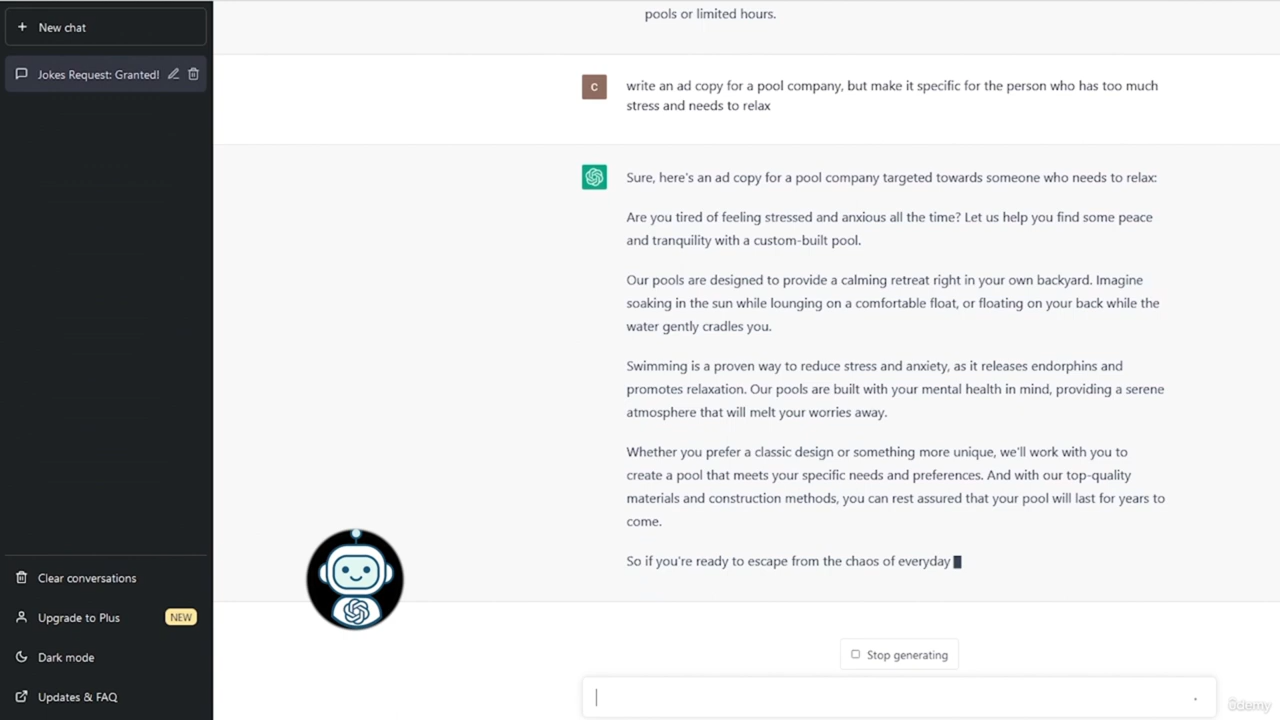 New chat
Jokes Request: Granted!
Clear conversations
Upgrade to Plus
NEW
Dark mode
Updates & FAQ
pools or limited hours.
C
write an ad copy for a pool company, but make it specific for the person who has too much
stress and needs to relax
Sure, here's an ad copy for a pool company targeted towards someone who needs to relax:
Are you tired of feeling stressed and anxious all the time? Let us help you find some peace
and tranquility with a custom-built pool.
Our pools are designed to provide a calming retreat right in your own backyard. Imagine
soaking in the sun while lounging on a comfortable float, or floating on your back while the
water gently cradles you.
Swimming is a proven way to reduce stress and anxiety, as it releases endorphins and
promotes relaxation. Our pools are built with your mental health in mind, providing a serene
atmosphere that will melt your worries away.
Whether you prefer a classic design or something more unique, we'll work with you to
create a pool that meets your specific needs and preferences. And with our top-quality
materials and construction methods, you can rest assured that your pool will last for years to
come.
So if you're ready to escape from the chaos of everyday
Stop generating
ûdemy